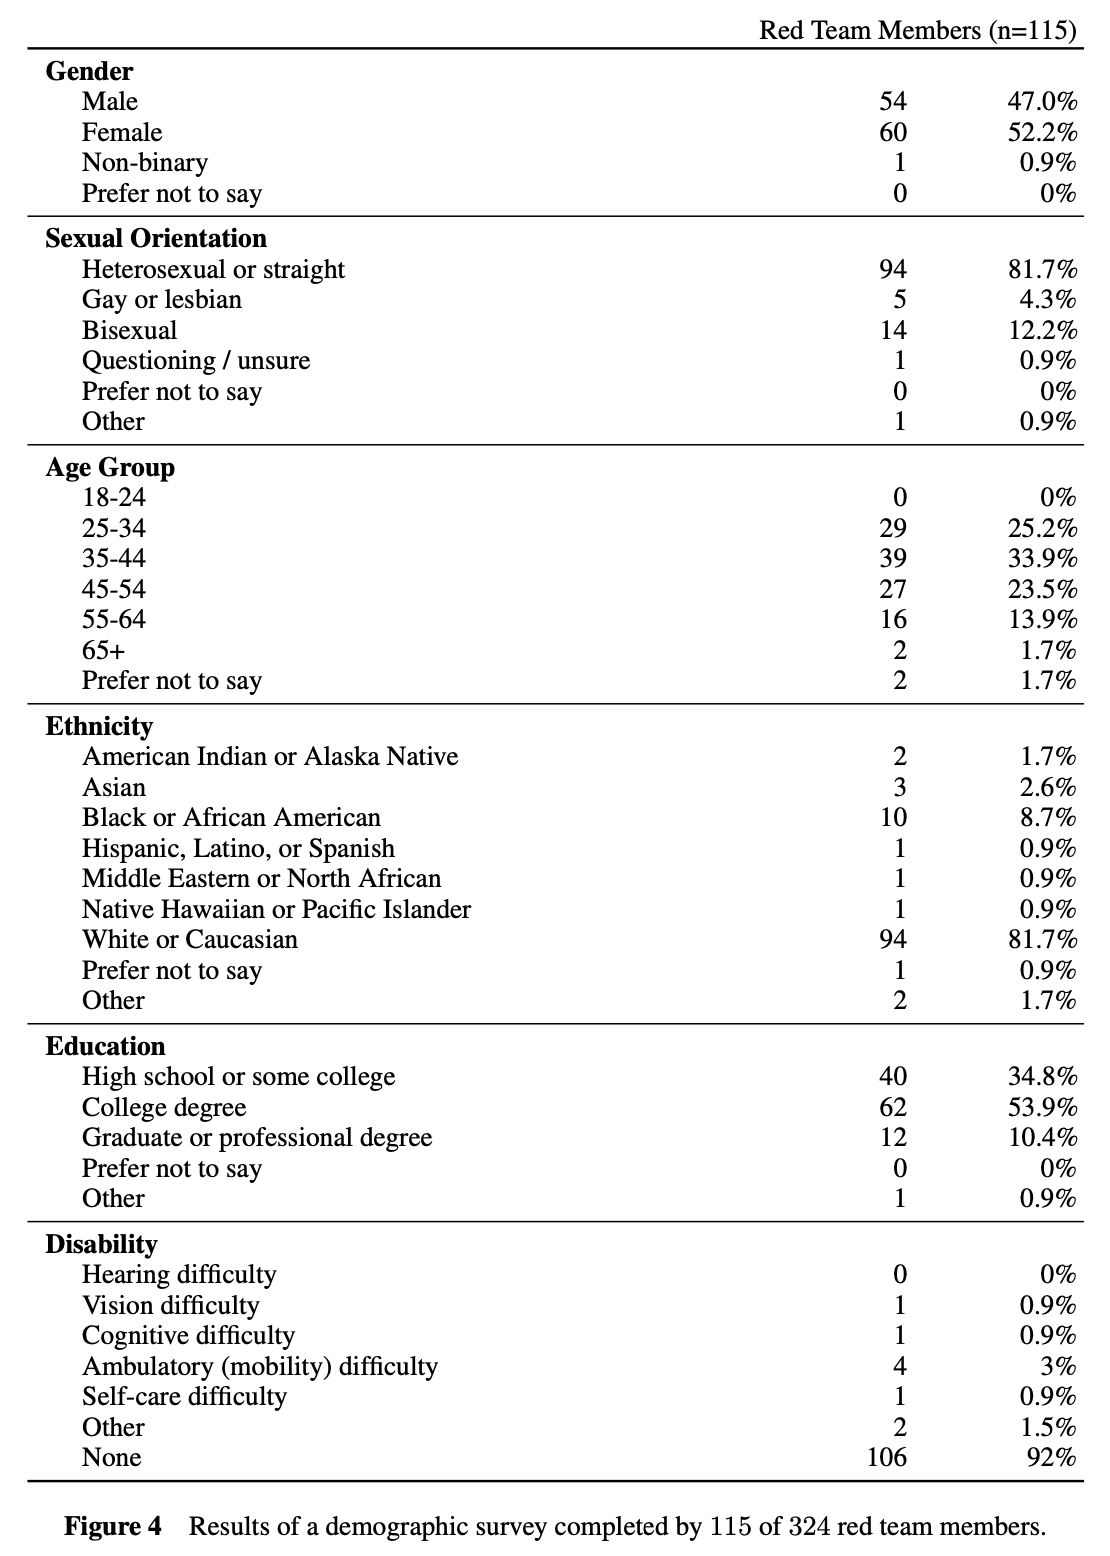 Red Team Members (n=115)
Gender
Male 54 47.0%
Female 60 52.2%
Non-binary 1 0.9%
Prefer not to say 0 0%
Sexual Orientation
Heterosexual or straight 94 81.7%
Gay or lesbian 5 4.3%
Bisexual 14 12.2%
Questioning / unsure 1 0.9%
Prefer not to say 0 0%
Other 1 0.9%
Age Group
18-24 0 0%
25-34 29 25.2%
35-44 39 33.9%
45-54 27 23.5%
55-64 16 13.9%
65+ 2 1.7%
Prefer not to say 2 1.7%
Ethnicity
American Indian or Alaska Native 2 1.7%
Asian 3 2.6%
Black or African American 10 8.7%
Hispanic, Latino, or Spanish 1 0.9%
Middle Eastern or North African 1 0.9%
Native Hawaiian or Pacific Islander 1 0.9%
White or Caucasian 94 81.7%
Prefer not to say 1 0.9%
Other 2 1.7%
Education
High school or some college 40 34.8%
College degree 62 53.9%
Graduate or professional degree 12 10.4%
Prefer not to say 0 0%
Other 1 0.9%
Disability
Hearing difficulty 0 0%
Vision difficulty 1 0.9%
Cognitive difficulty 1 0.9%
Ambulatory (mobility) difficulty 4 3%
Self-care difficulty 1 0.9%
Other 2 1.5%
None 106 92%
Figure 4 Results of a demographic survey completed by 115 of 324 red team members.